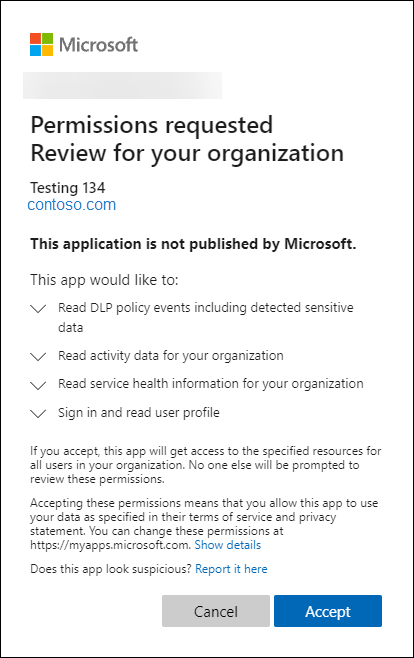 Microsoft
Permissions requested
Review for your organization
Testing 134
contoso.com
This application is not published by Microsoft.
This app would like to:
Read DLP policy events including detected sensitive
data
Read activity data for your organization
Read service health information for your organization
Sign in and read user profile
If you accept, this app will get access to the specified resources for
all users in your organization. No one else will be prompted to
review these permissions.
Accepting these permissions means that you allow this app to use
your data as specified in their terms of service and privacy
statement. You can change these permissions at
https://myapps.microsoft.com. Show details
Does this app look suspicious? Report it here
Cancel
Accept